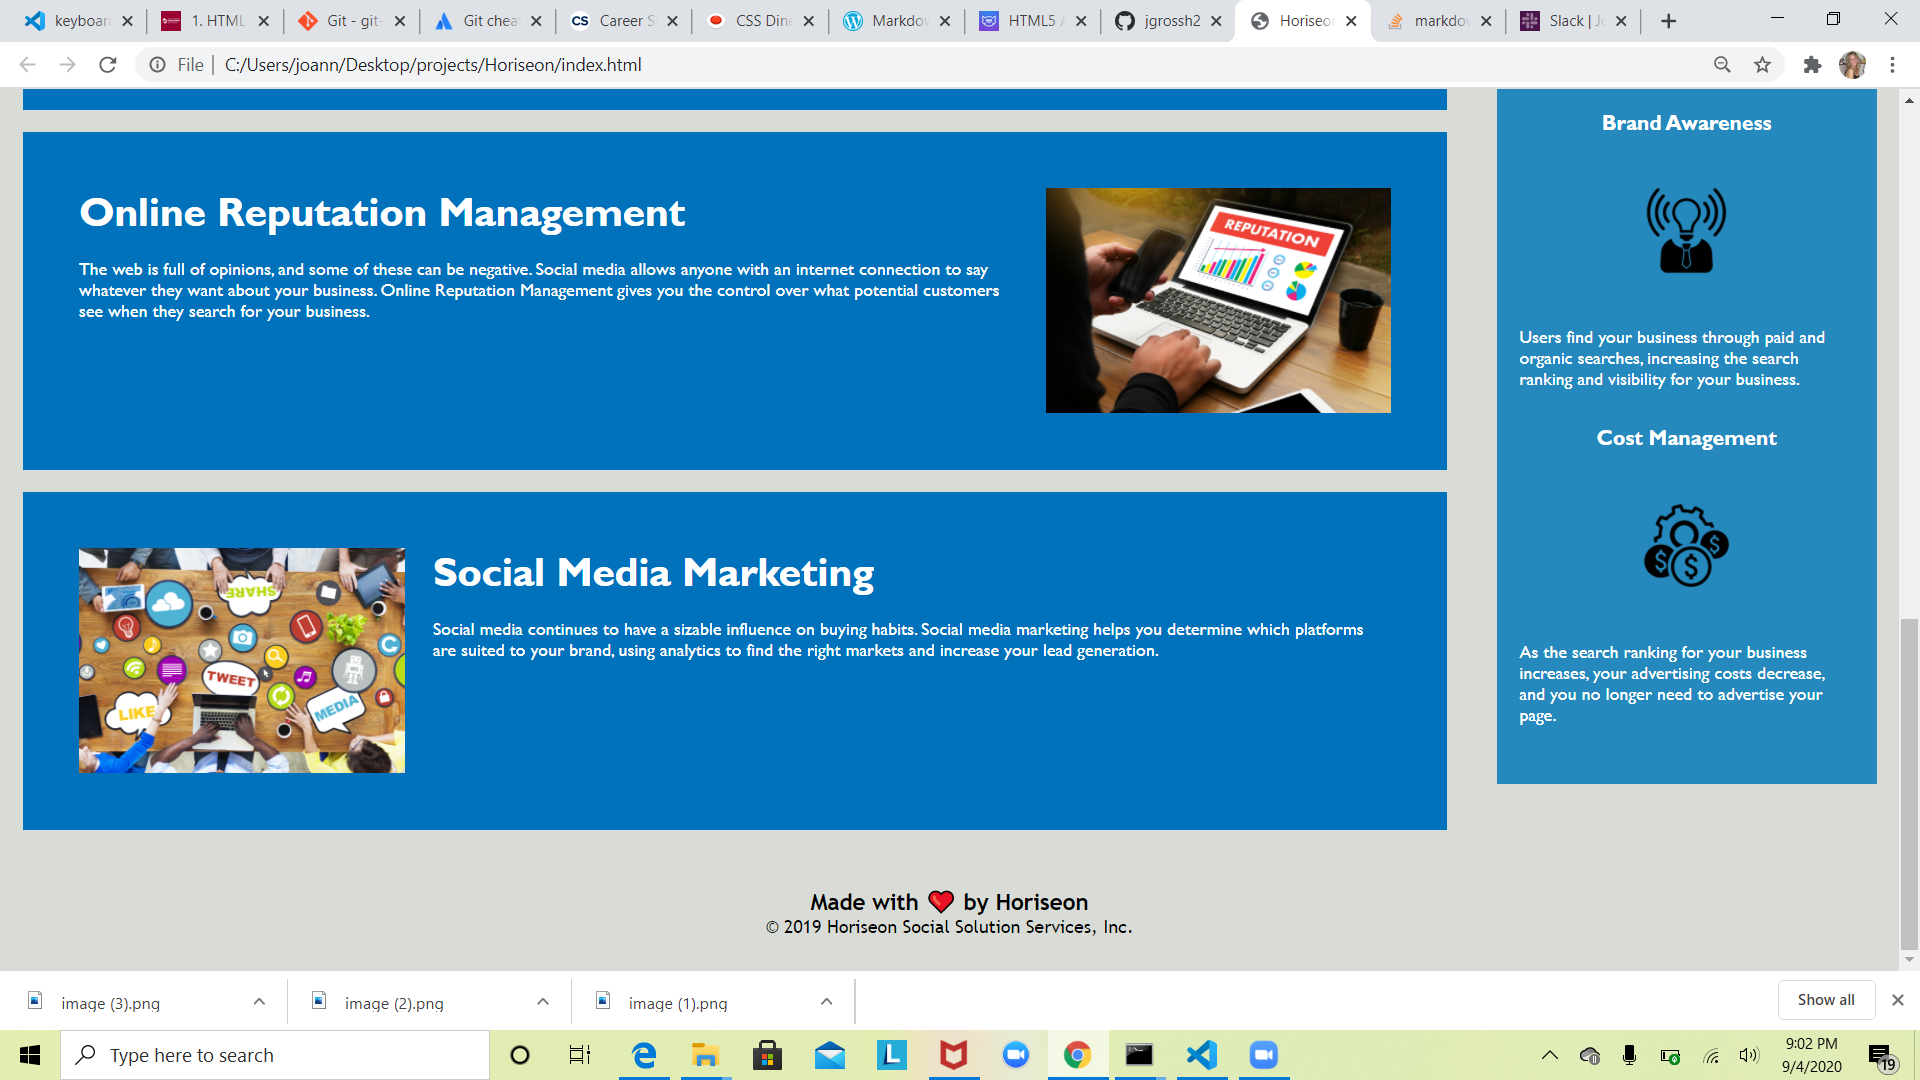 keyboar
1. HTML
Git - git-
Git chea
Career S
CSS Dine
Markdow
HTML5 A
jgrossh2
Horiseon
markdow
Slack | Jo
File | C:/Users/joann/Desktop/projects/Horiseon/index.html
Online Reputation Management
The web is full of opinions, and some of these can be negative. Social media allows anyone with an internet connection to say
whatever they want about your business. Online Reputation Management gives you the control over what potential customers
see when they search for your business.
REPUTATION
SHARE
TWEET
LIKE
MEDIA
Social Media Marketing
Social media continues to have a sizable influence on buying habits. Social media marketing helps you determine which platforms
are suited to your brand, using analytics to find the right markets and increase your lead generation.
Brand Awareness
Users find your business through paid and
organic searches, increasing the search
ranking and visibility for your business.
Cost Management
As the search ranking for your business
increases, your advertising costs decrease,
and you no longer need to advertise your
page.
Made with ❤️ by Horiseon
© 2019 Horiseon Social Solution Services, Inc.
image (3).png
image (2).png
image (1).png
Show all
Type here to search
9:02 PM
9/4/2020
19